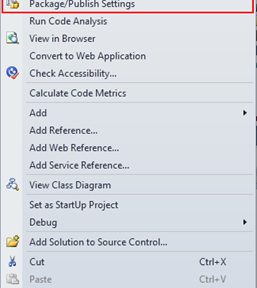 Package/Publish Settings
Run Code Analysis
View in Browser
Convert to Web Application
Check Accessibility...
Calculate Code Metrics
Add
Add Reference...
Add Web Reference...
Add Service Reference...
View Class Diagram
Set as StartUp Project
Debug
Add Solution to Source Control...
Cut Ctrl+X
Paste Ctrl+V